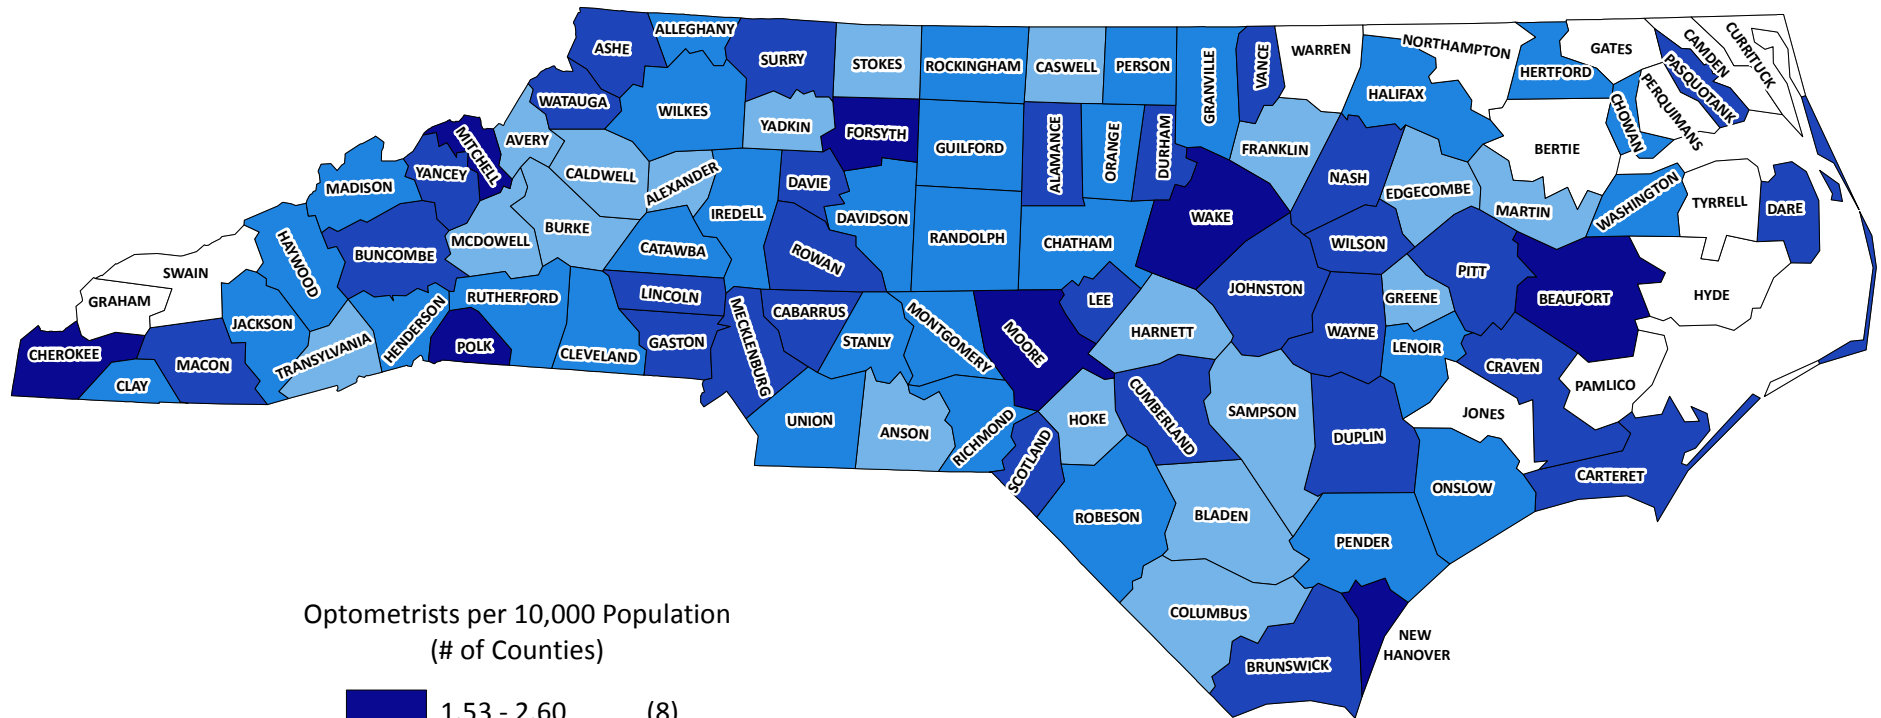 ALLEGHANY
ASHE
SURRY
STOKES
ROCKINGHAM
CASWELL
PERSON
GRANVILLE
VANCE
WARREN
NORTHAMPTON
GATES
CAMDEN
CURRITUCK
HERTFORD
PASQUOTANK
PERQUIMANS
CHOWAN
HALIFAX
WATAUGA
WILKES
YADKIN
FORSYTH
GUILFORD
ALAMANCE
ORANGE
DURHAM
FRANKLIN
BERTIE
MITCHELL
AVERY
CALDWELL
ALEXANDER
DAVIE
NASH
EDGECOMBE
MARTIN
WASHINGTON
TYRRELL
DARE
MADISON
YANCEY
IREDELL
DAVIDSON
RANDOLPH
CHATHAM
WAKE
WILSON
PITT
BEAUFORT
HYDE
HAYWOOD
BUNCOMBE
MCDOWELL
BURKE
CATAWBA
ROWAN
SWAIN
GRAHAM
JACKSON
RUTHERFORD
LINCOLN
MECKLENBURG
CABARRUS
MONTGOMERY
LEE
JOHNSTON
GREENE
CHEROKEE
CLAY
MACON
TRANSYLVANIA
HENDERSON
POLK
CLEVELAND
GASTON
STANLY
MOORE
HARNETT
WAYNE
LENOIR
CRAVEN
PAMLICO
UNION
ANSON
RICHMOND
SCOTLAND
HOKE
CUMBERLAND
SAMPSON
DUPLIN
JONES
CARTERET
ONSLOW
ROBESON
BLADEN
PENDER
COLUMBUS
BRUNSWICK
NEW
HANOVER
Optometrists per 10,000 Population
(# of Counties)
1.53 - 2.60 (8)